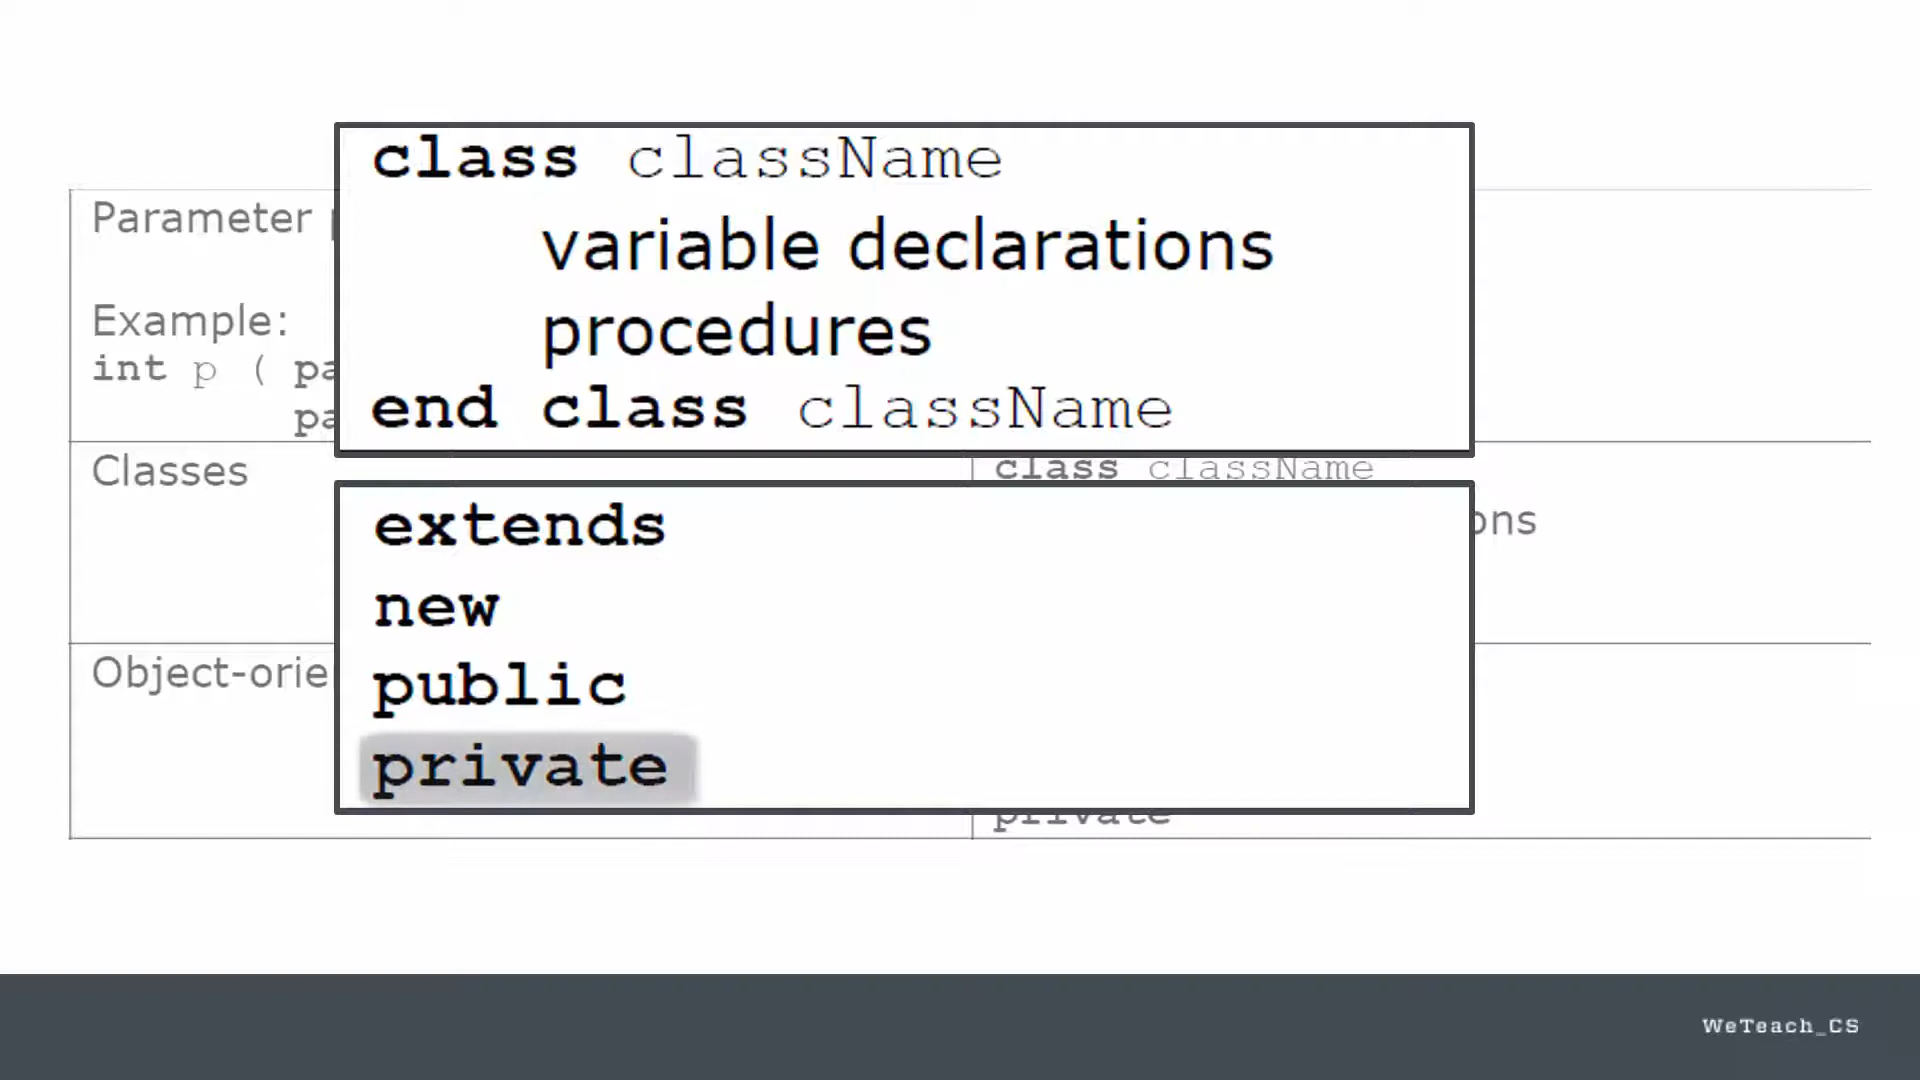 class className
variable declarations
procedures
end class className
extends
new
public
private
Parameter
Example:
int p ( pa
pa
Classes
class className
ons
Object-orie
private
WeTeach_CS